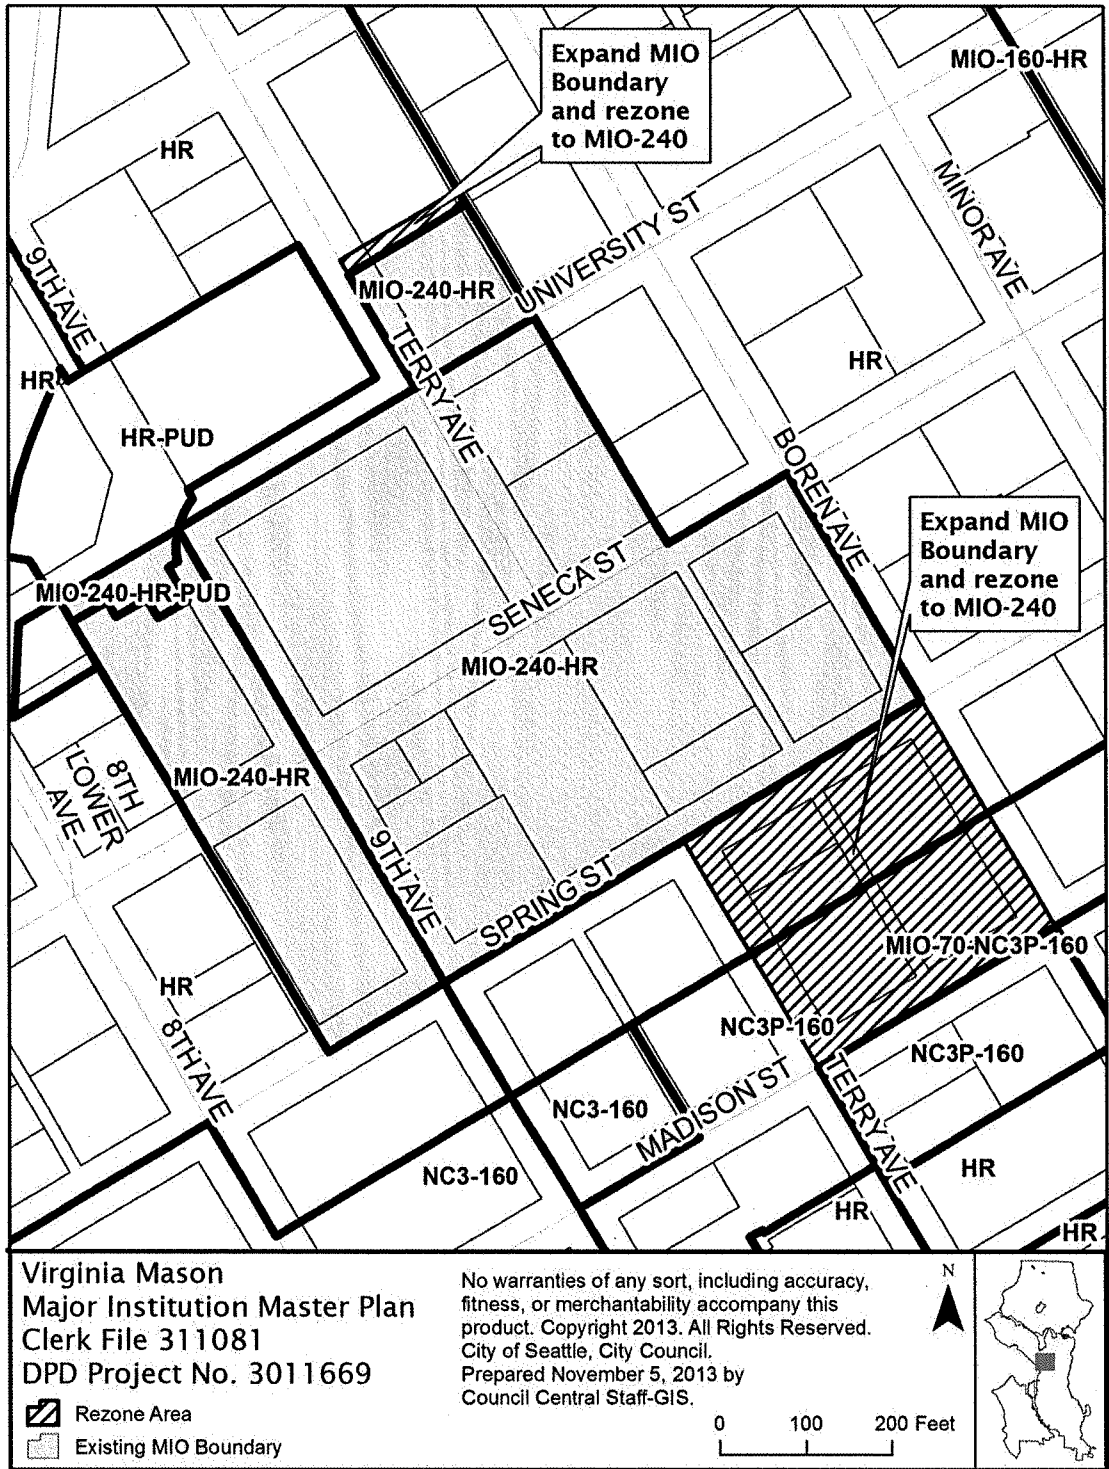 Expand MIO
Boundary
and rezone
to MIO-240
MIO-160-HR
HR
MINOR AVE
9TH AVE
UNIVERSITY ST
MIO-240-HR
TERRY AVE
HR
HR
HR-PUD
BOREN AVE
Expand MIO
Boundary
and rezone
to MIO-240
SENECA ST
MIO-240-HR-PUD
MIO-240-HR
8TH
LOWER
AVE
MIO-240-HR
9TH AVE
SPRING ST
MIO-70-NC3P-160
HR
8TH AVE
NC3P-160
NC3P-160
MADISON ST
TERRY AVE
NC3-160
NC3-160
HR
HR
HR
Virginia Mason
Major Institution Master Plan
Clerk File 311081
DPD Project No. 3011669
Rezone Area
Existing MIO Boundary
No warranties of any sort, including accuracy,
fitness, or merchantability accompany this
product. Copyright 2013. All Rights Reserved.
City of Seattle, City Council.
Prepared November 5, 2013 by
Council Central Staff-GIS.
N
0 100 200 Feet